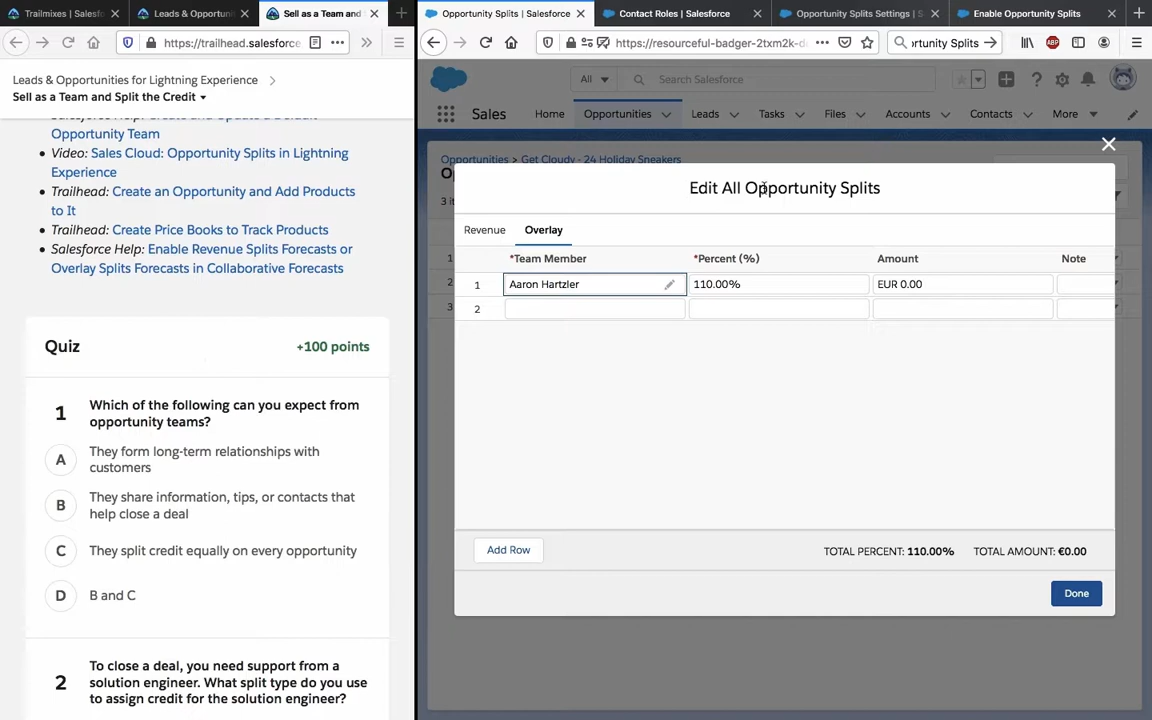 Trailmixes | Salesf
Leads & Opportuni
Sell as a Team and
https://trailhead.salesforce
Leads & Opportunities for Lightning Experience
Sell as a Team and Split the Credit
Opportunity Team
Video: Sales Cloud: Opportunity Splits in Lightning
Experience
Trailhead: Create an Opportunity and Add Products
to It
Trailhead: Create Price Books to Track Products
Salesforce Help: Enable Revenue Splits Forecasts or
Overlay Splits Forecasts in Collaborative Forecasts
Quiz
+100 points
1
Which of the following can you expect from
opportunity teams?
A
They form long-term relationships with
customers
B
They share information, tips, or contacts that
help close a deal
C
They split credit equally on every opportunity
D
B and C
2
To close a deal, you need support from a
solution engineer. What split type do you use
to assign credit for the solution engineer?
Opportunity Splits | Salesforce
Contact Roles | Salesforce
Opportunity Splits Settings | S
Enable Opportunity Splits
https://resourceful-badger-2txm2k-d
rtunity Splits
ABP
All
Search Salesforce
Sales
Home
Opportunities
Leads
Tasks
Files
Accounts
Contacts
More
Opportunities > Get Cloudy - 24 Holiday Sneakers
Edit All Opportunity Splits
Revenue
Overlay
*Team Member
*Percent (%)
Amount
Note
1
Aaron Hartzler
110.00%
EUR 0.00
2
Add Row
TOTAL PERCENT: 110.00%
TOTAL AMOUNT: €0.00
Done